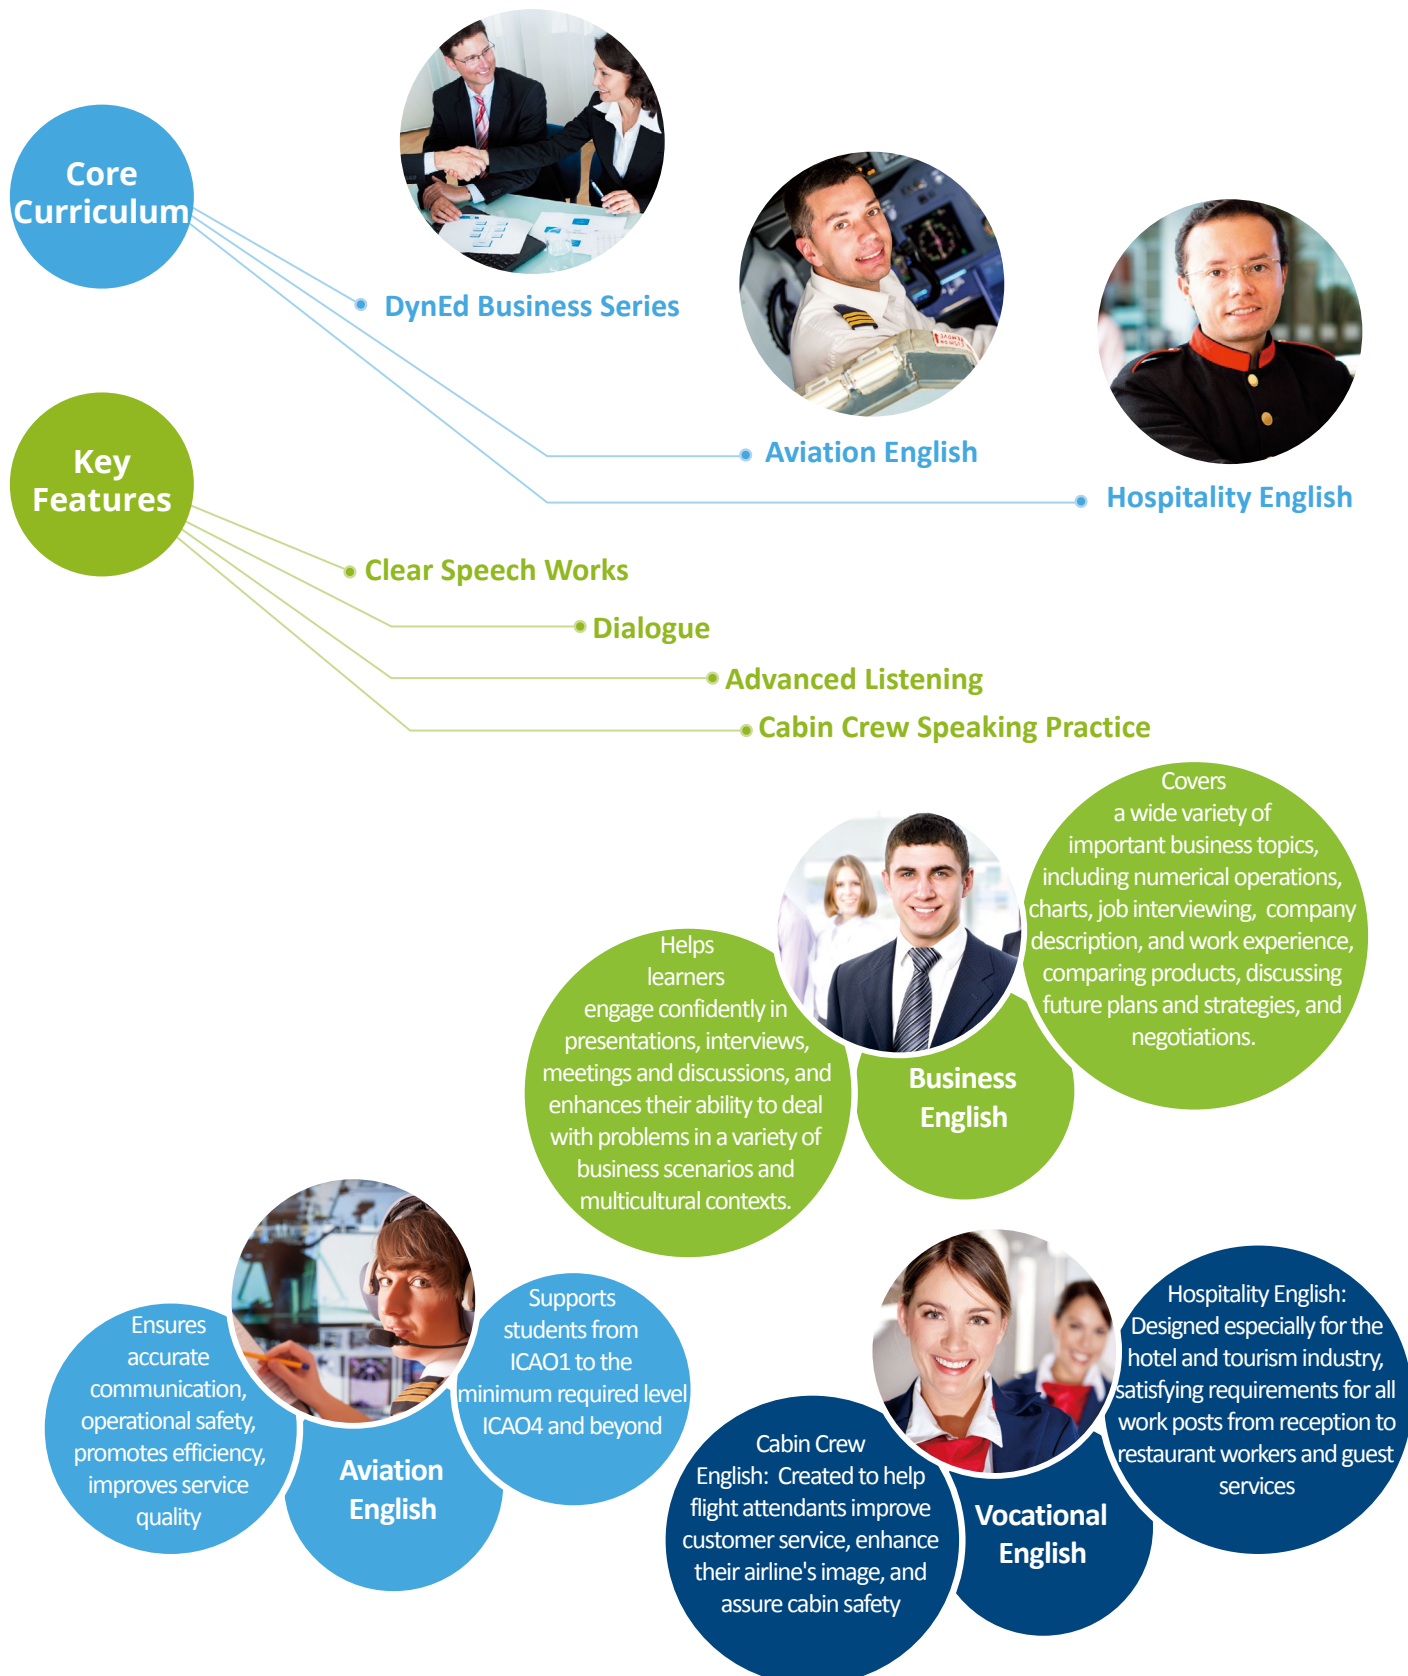 Core
Curriculum
DynEd Business Series
Aviation English
Hospitality English
Key
Features
Clear Speech Works
Dialogue
Advanced Listening
Cabin Crew Speaking Practice
Covers
a wide variety of
important business topics,
including numerical operations,
charts, job interviewing, company
description, and work experience,
comparing products, discussing
future plans and strategies, and
negotiations.
Helps
learners
engage confidently in
presentations, interviews,
meetings and discussions, and
enhances their ability to deal
with problems in a variety of
business scenarios and
multicultural contexts.
Business
English
Ensures
accurate
communication,
operational safety,
promotes efficiency,
improves service
quality
Supports
students from
ICAO1 to the
minimum required level
ICAO4 and beyond
Aviation
English
Hospitality English:
Designed especially for the
hotel and tourism industry,
satisfying requirements for all
work posts from reception to
restaurant workers and guest
services
Cabin Crew
English: Created to help
flight attendants improve
customer service, enhance
their airline's image, and
assure cabin safety
Vocational
English